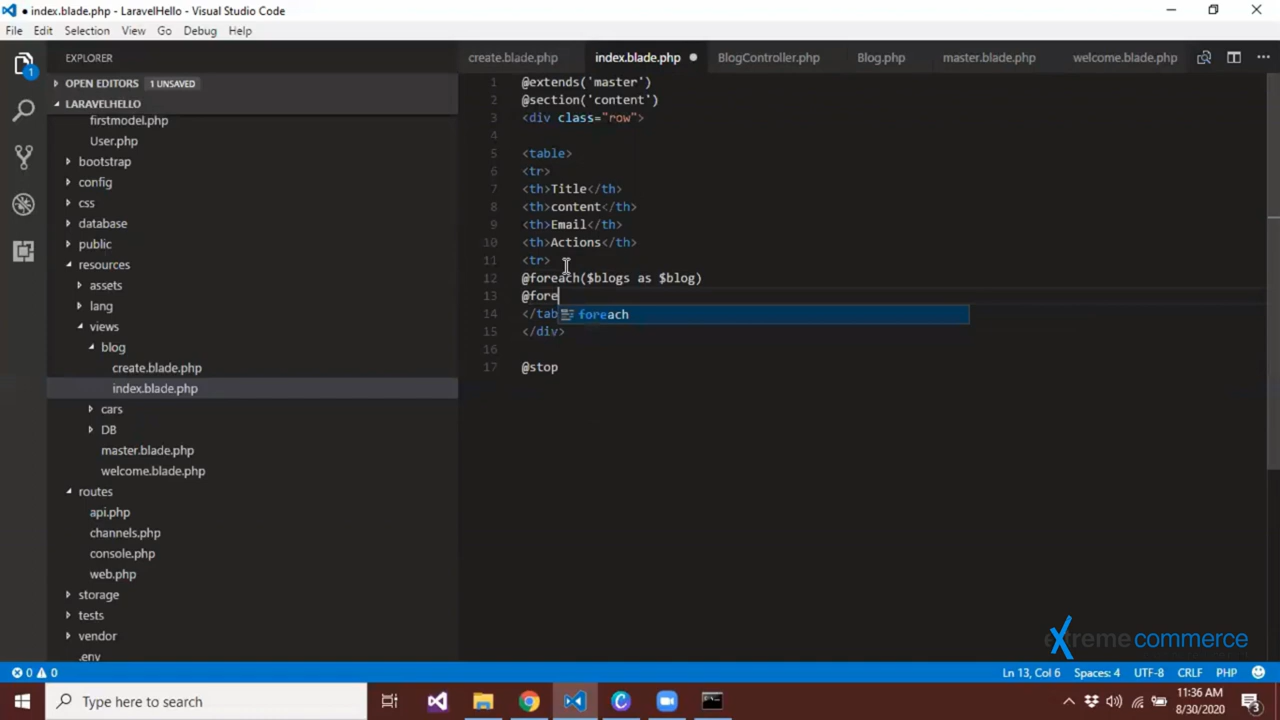 index.blade.php - LaravelHello - Visual Studio Code
File Edit Selection View Go Debug Help
EXPLORER
OPEN EDITORS 1 UNSAVED
LARAVELHELLO
firstmodel.php
User.php
bootstrap
config
css
database
public
resources
assets
lang
views
blog
create.blade.php
index.blade.php
cars
DB
master.blade.php
welcome.blade.php
routes
api.php
channels.php
console.php
web.php
storage
tests
vendor
.env
create.blade.php index.blade.php BlogController.php Blog.php master.blade.php welcome.blade.php
1 @extends('master')
2 @section('content')
3 <div class="row">
4
5 <table>
6 <tr>
7 <th>Title</th>
8 <th>content</th>
9 <th>Email</th>
10 <th>Actions</th>
11 <tr>
12 @foreach($blogs as $blog)
13 @fore
foreach
14 </tab
15 </div>
16
17 @stop
extreme commerce
0 0 Ln 13, Col 6 Spaces: 4 UTF-8 CRLF PHP
1
Type here to search
11:36 AM
8/30/2020
3